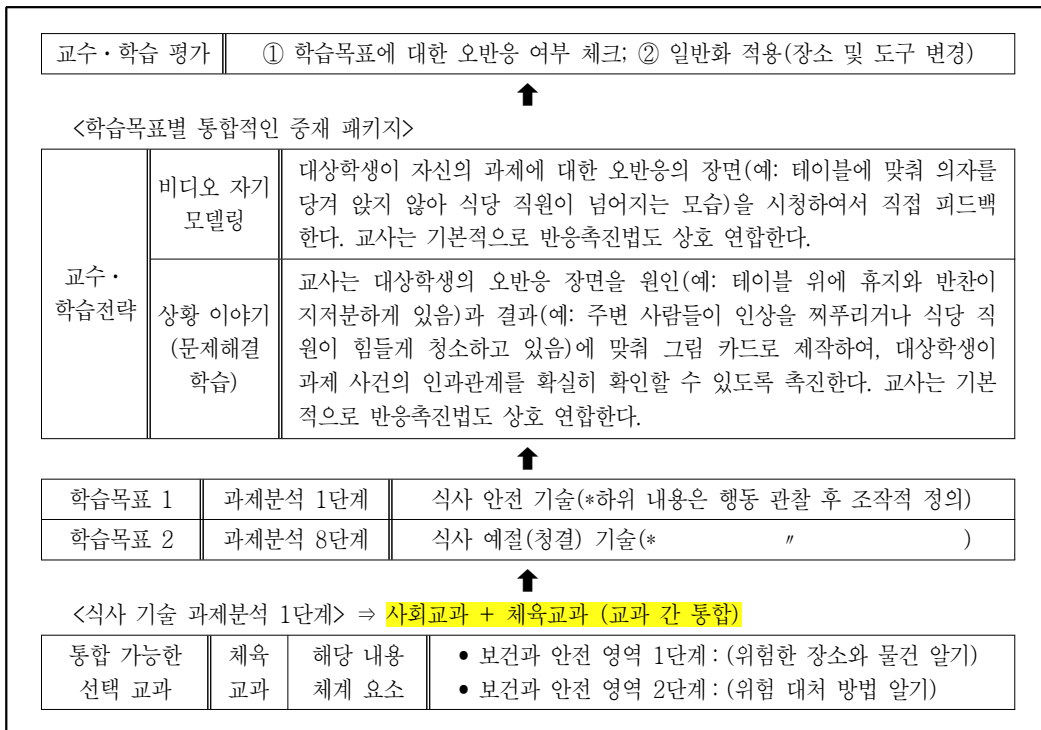 교수・학습 평가 ① 학습목표에 대한 오반응 여부 체크; ② 일반화 적용(장소 및 도구 변경)
<학습목표별 통합적인 중재 패키지>
교수・
학습전략
비디오 자기
모델링
대상학생이 자신의 과제에 대한 오반응의 장면(예: 테이블에 맞춰 의자를
당겨 앉지 않아 식당 직원이 넘어지는 모습)을 시청하여서 직접 피드백
한다. 교사는 기본적으로 반응촉진법도 상호 연합한다.
상황 이야기
(문제해결
학습)
교사는 대상학생의 오반응 장면을 원인(예: 테이블 위에 휴지와 반찬이
지저분하게 있음)과 결과(예: 주변 사람들이 인상을 찌푸리거나 식당 직
원이 힘들게 청소하고 있음)에 맞춰 그림 카드로 제작하여, 대상학생이
과제 사건의 인과관계를 확실히 확인할 수 있도록 촉진한다. 교사는 기본
적으로 반응촉진법도 상호 연합한다.
학습목표 1 과제분석 1단계 식사 안전 기술(*하위 내용은 행동 관찰 후 조작적 정의)
학습목표 2 과제분석 8단계 식사 예절(청결) 기술(* 〃 )
<식사 기술 과제분석 1단계> ⇒ 사회교과 + 체육교과 (교과 간 통합)
통합 가능한
선택 교과
체육
교과
해당 내용
체계 요소
• 보건과 안전 영역 1단계 : (위험한 장소와 물건 알기)
• 보건과 안전 영역 2단계 : (위험 대처 방법 알기)